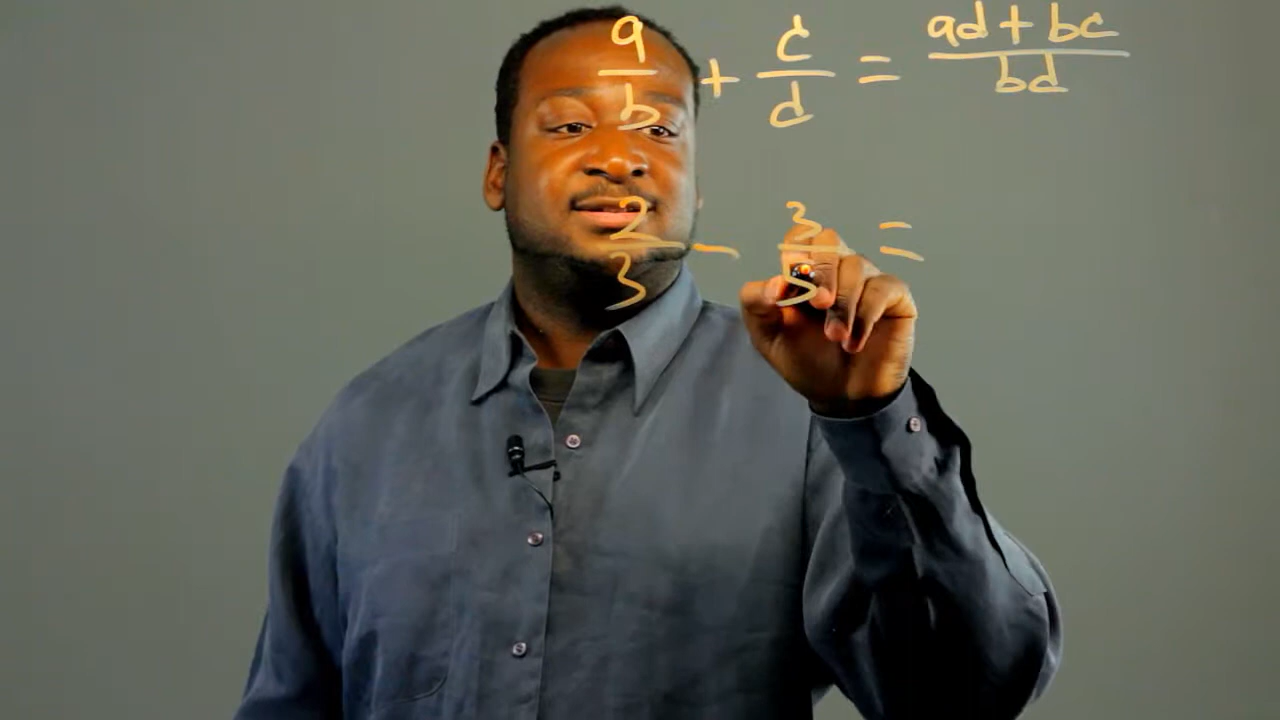 a/b + c/d = ad + bc/bd
2/3 - 3/5 =